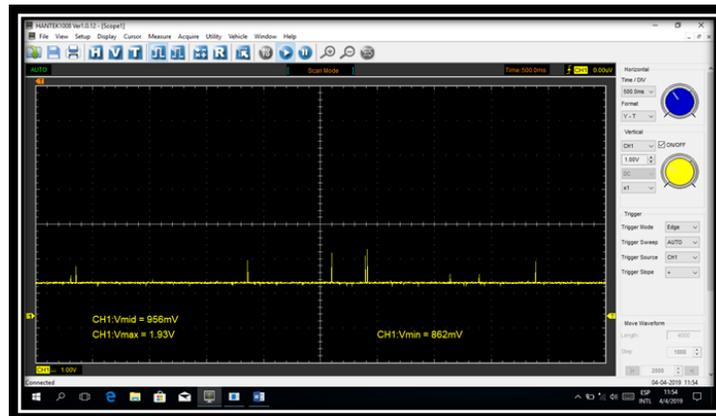 HANTEK1008 Ver1.0.12 - [Scope1]
File View Setup Display Cursor Measure Acquire Utility Vehicle Window Help
H V T R
AUTO
Scan Mode
Time:500.0ms
CH1 0.00uV
Horizontal
Time / DIV
500.0ms
Format
Y - T
Vertical
CH1 ON/OFF
1.00V
DC
x1
Trigger
Trigger Mode Edge
Trigger Sweep AUTO
Trigger Source CH1
Trigger Slope +
CH1:Vmid = 956mV
CH1:Vmax = 1.93V
CH1:Vmin = 862mV
Move Waveform
Length: 4000
Step: 1000
2000
CH1 1.00V
Connected
04-04-2019 11:54
ESP
INTL
11:54
4/4/2019